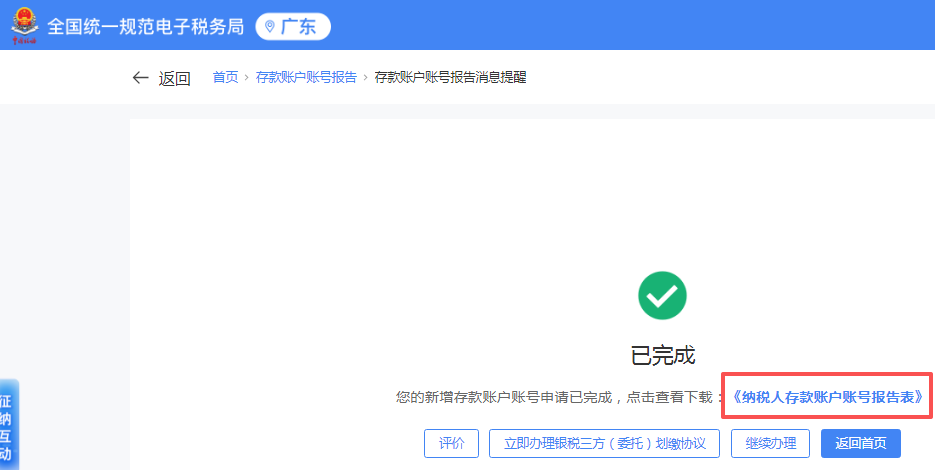 全国统一规范电子税务局 广东
返回 首页 > 存款账户账号报告 > 存款账户账号报告消息提醒
已完成
您的新增存款账户账号申请已完成，点击查看下载：《纳税人存款账户账号报告表》
评价 立即办理银税三方（委托）划缴协议 继续办理 返回首页
征纳互动